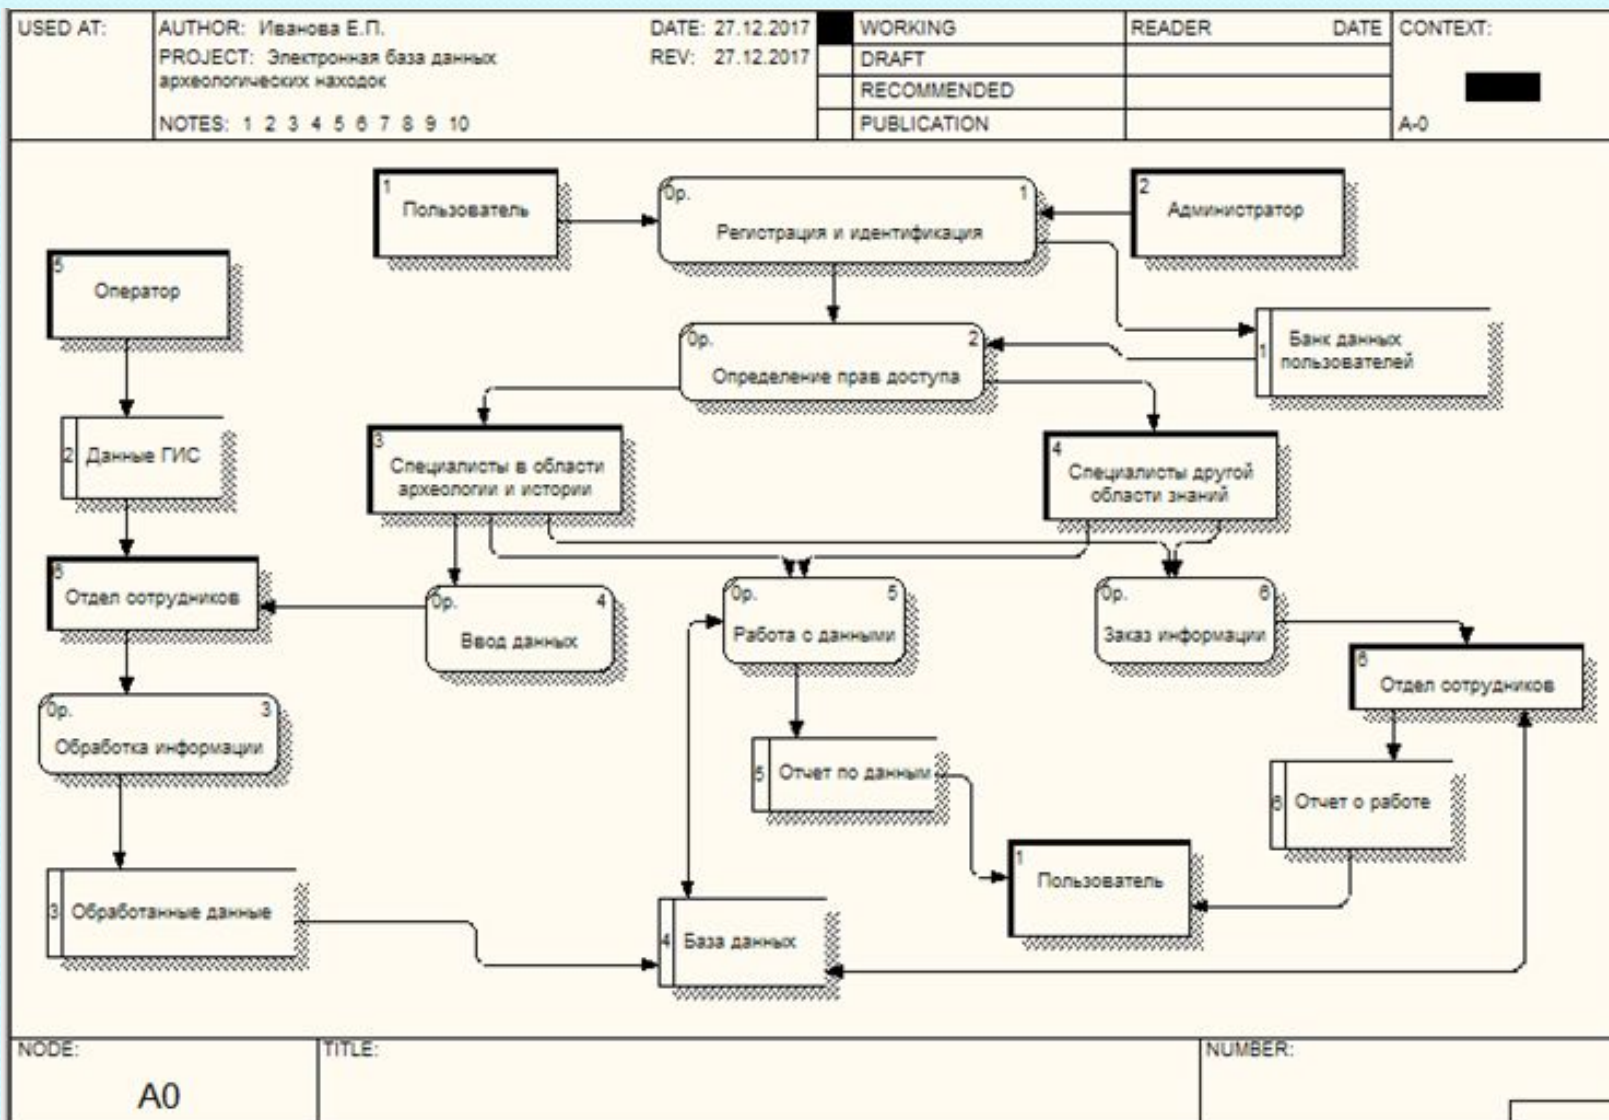 USED AT:
AUTHOR: Иванова Е.П.
DATE: 27.12.2017
PROJECT: Электронная база данных
археологических находок
REV: 27.12.2017
NOTES: 1 2 3 4 5 6 7 8 9 10
WORKING
DRAFT
RECOMMENDED
PUBLICATION
READER DATE
CONTEXT:
A-0
1
Пользователь
0р. 1
Регистрация и идентификация
2
Администратор
5
Оператор
0р. 2
Определение прав доступа
1
Банк данных
пользователей
2
Данные ГИС
3
Специалисты в области
археологии и истории
4
Специалисты другой
области знаний
6
Отдел сотрудников
0р. 4
Ввод данных
0р. 5
Работа с данными
0р. 6
Заказ информации
6
Отдел сотрудников
0р. 3
Обработка информации
5
Отчет по данным
6
Отчет о работе
1
Пользователь
3
Обработанные данные
4
База данных
NODE:
A0
TITLE:
NUMBER: